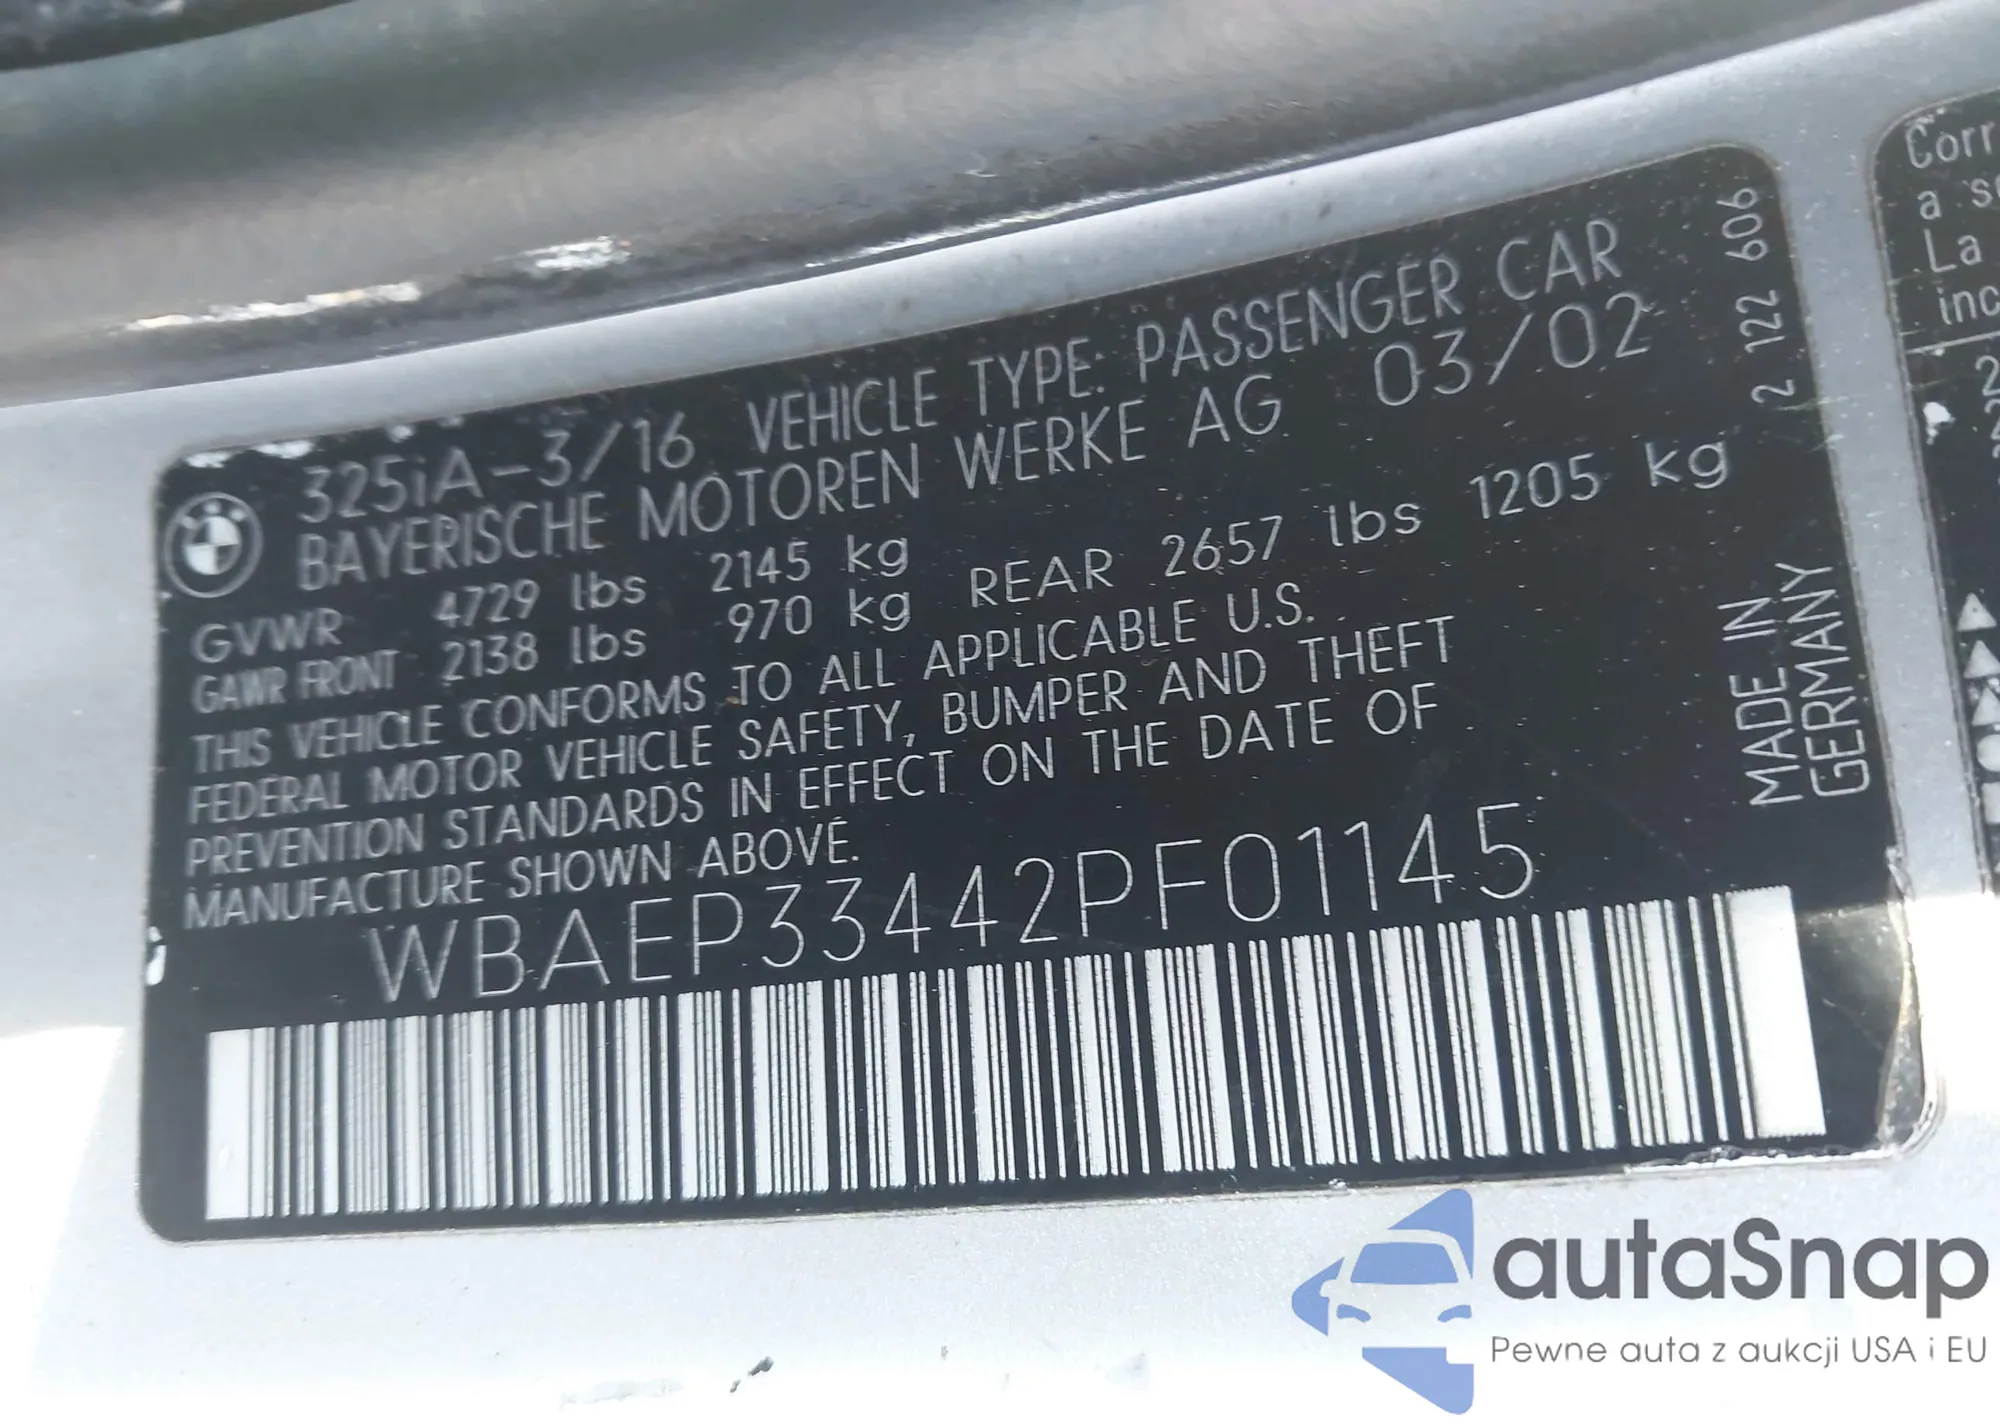 325iA-3/16 VEHICLE TYPE: PASSENGER CAR
BAYERISCHE MOTOREN WERKE AG 03/02
GVWR 4729 lbs 2145 kg
GAWR FRONT 2138 lbs 970 kg REAR 2657 lbs 1205 kg
THIS VEHICLE CONFORMS TO ALL APPLICABLE U.S.
FEDERAL MOTOR VEHICLE SAFETY, BUMPER AND THEFT
PREVENTION STANDARDS IN EFFECT ON THE DATE OF
MANUFACTURE SHOWN ABOVE.
WBAEP33442PF01145
2 122 606
MADE IN
GERMANY
Corr
a
La
inc
autaSnap
Pewne auta z aukcji USA i EU